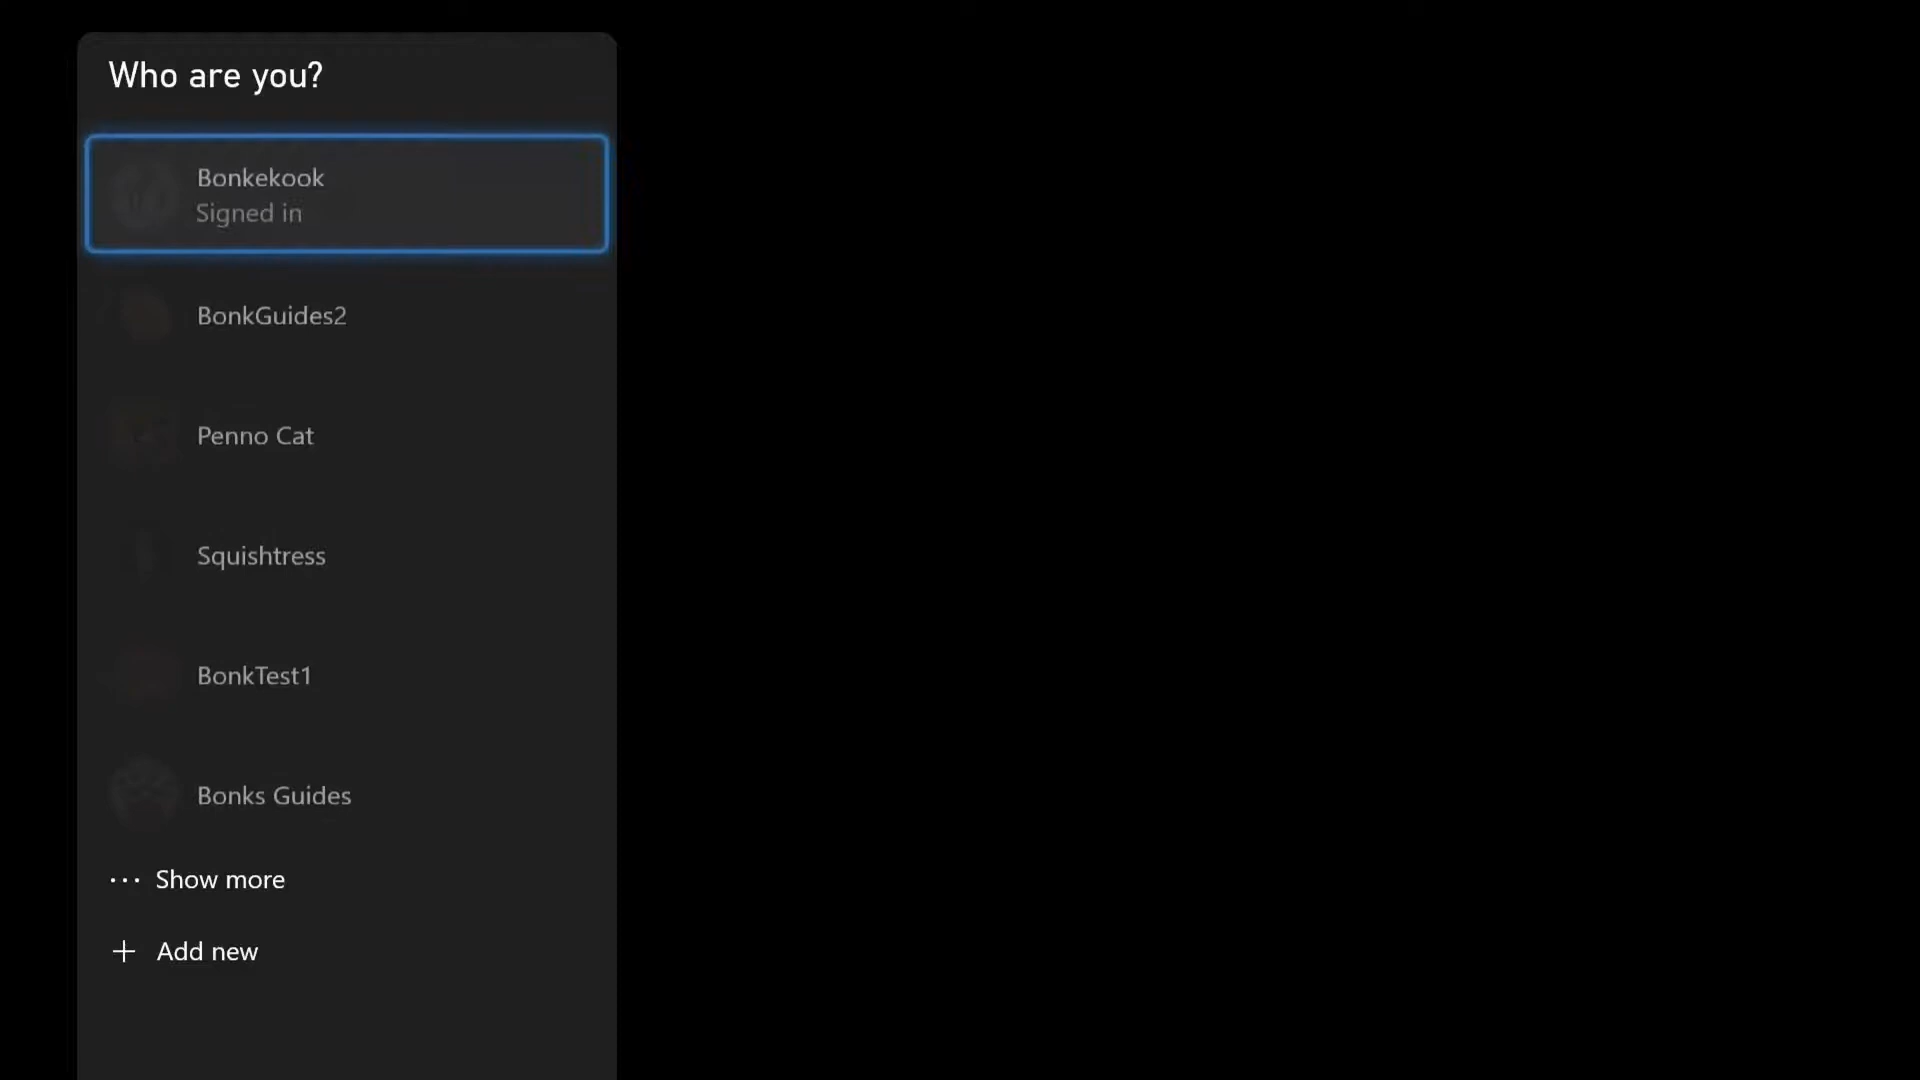 Who are you?
Bonkekook
Signed in
BonkGuides2
Penno Cat
Squishtress
BonkTest1
Bonks Guides
Show more
Add new